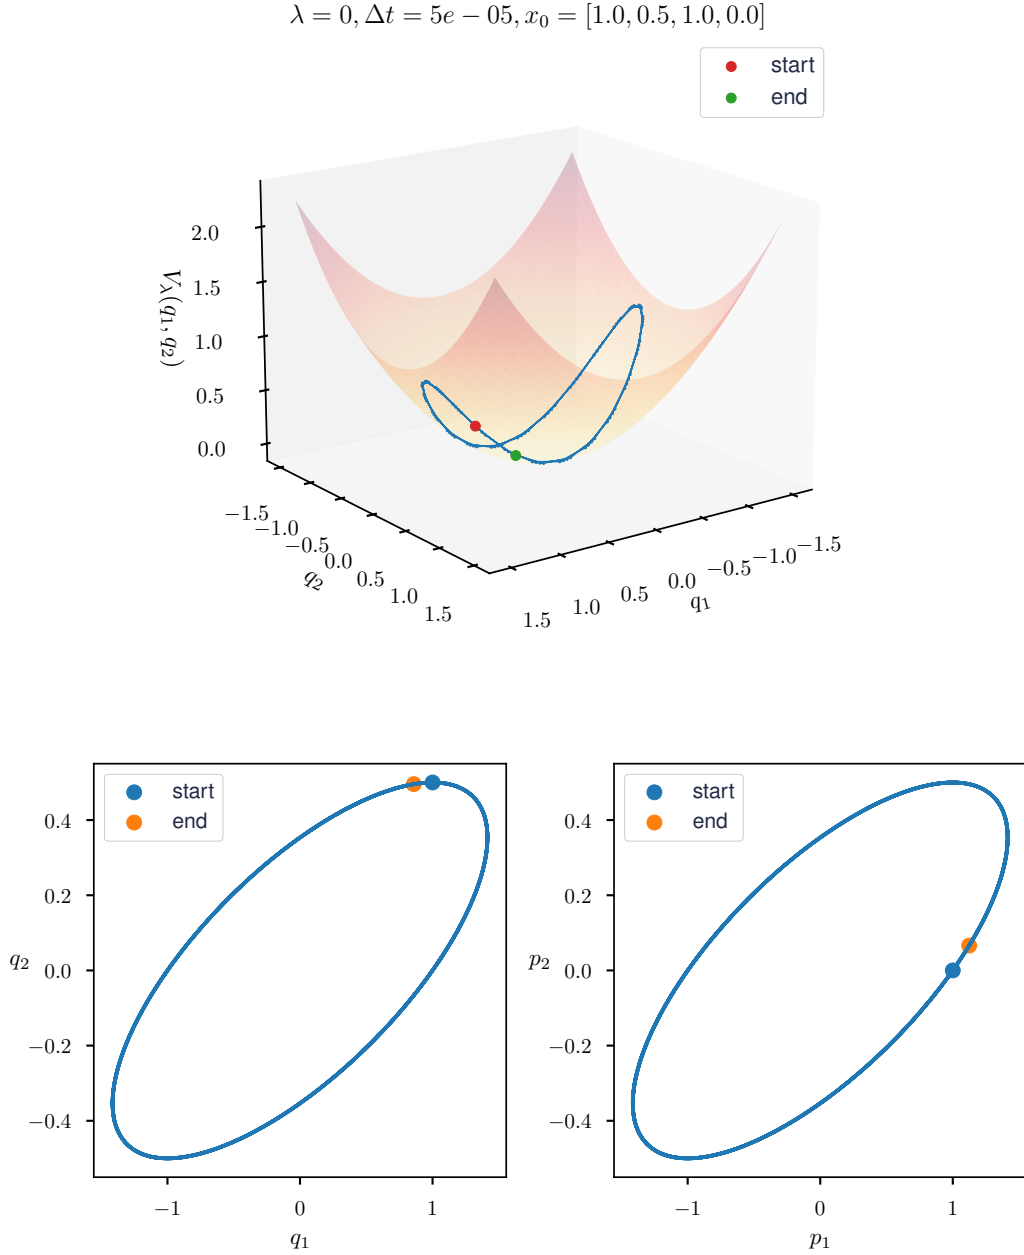 λ = 0, Δt = 5e − 05, x₀ = [1.0, 0.5, 1.0, 0.0]
start
end
2.0
1.5
1.0
0.5
0.0
V_λ(q₁, q₂)
−1.5
−1.0
−0.5
0.0
0.5
1.0
1.5
q₂
1.5
1.0
0.5
0.0
−0.5
−1.0
−1.5
q₁
start
end
0.4
0.2
0.0
−0.2
−0.4
q₂
−1
0
1
q₁
start
end
0.4
0.2
0.0
−0.2
−0.4
p₂
−1
0
1
p₁